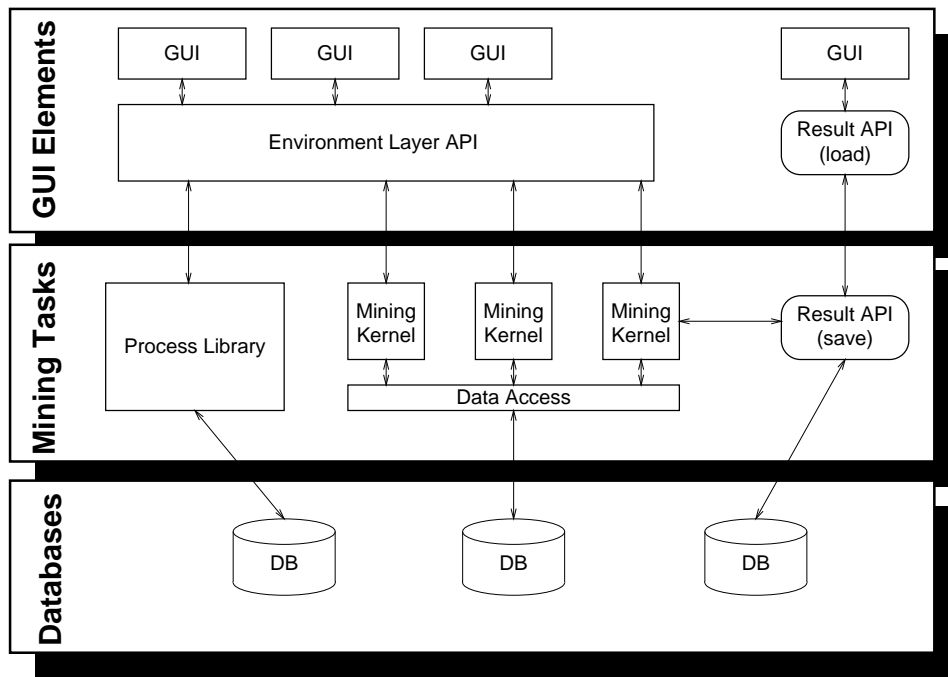 GUI Elements
GUI
GUI
GUI
GUI
Environment Layer API
Result API
(load)
Mining Tasks
Process Library
Mining
Kernel
Mining
Kernel
Mining
Kernel
Result API
(save)
Data Access
Databases
DB
DB
DB